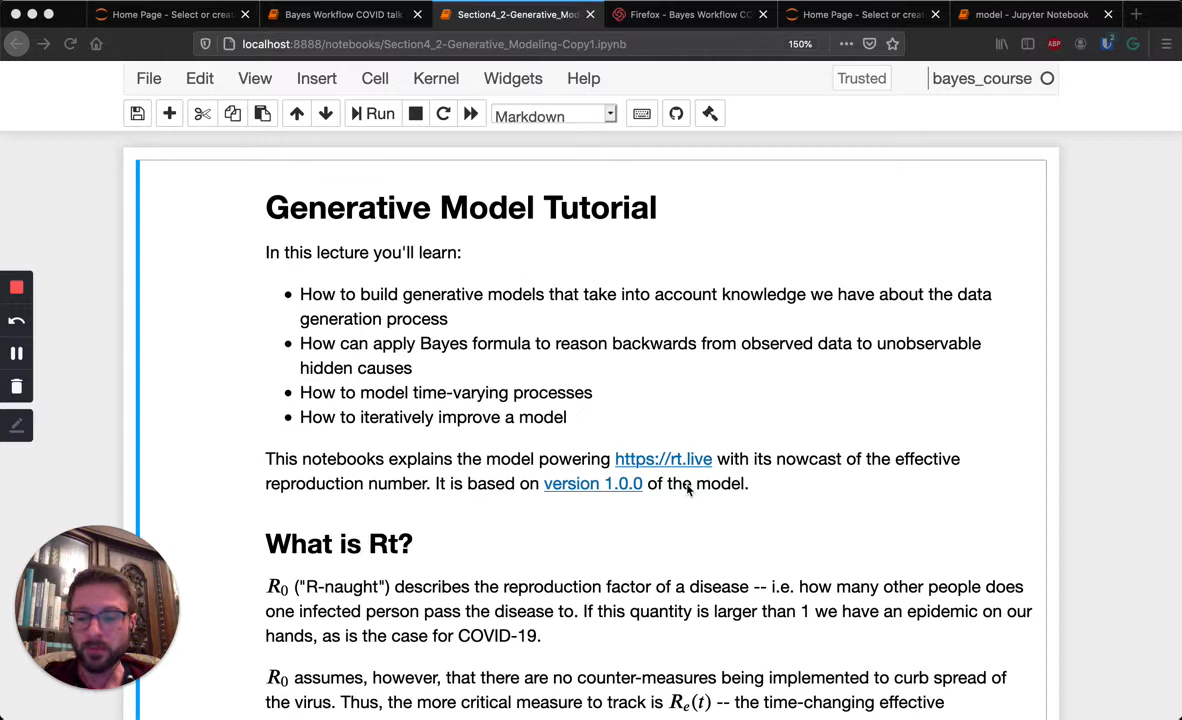 Home Page - Select or creat
Bayes Workflow COVID talk
Section4_2-Generative_Mod
Firefox - Bayes Workflow CO
Home Page - Select or creat
model - Jupyter Notebook
localhost:8888/notebooks/Section4_2-Generative_Modeling-Copy1.ipynb
150%
ABP
2
File Edit View Insert Cell Kernel Widgets Help
Trusted
bayes_course
Run
Markdown
Generative Model Tutorial
In this lecture you'll learn:
• How to build generative models that take into account knowledge we have about the data
generation process
• How can apply Bayes formula to reason backwards from observed data to unobservable
hidden causes
• How to model time-varying processes
• How to iteratively improve a model
This notebooks explains the model powering https://rt.live with its nowcast of the effective
reproduction number. It is based on version 1.0.0 of the model.
What is Rt?
R0 ("R-naught") describes the reproduction factor of a disease -- i.e. how many other people does
one infected person pass the disease to. If this quantity is larger than 1 we have an epidemic on our
hands, as is the case for COVID-19.
R0 assumes, however, that there are no counter-measures being implemented to curb spread of
the virus. Thus, the more critical measure to track is Re(t) -- the time-changing effective